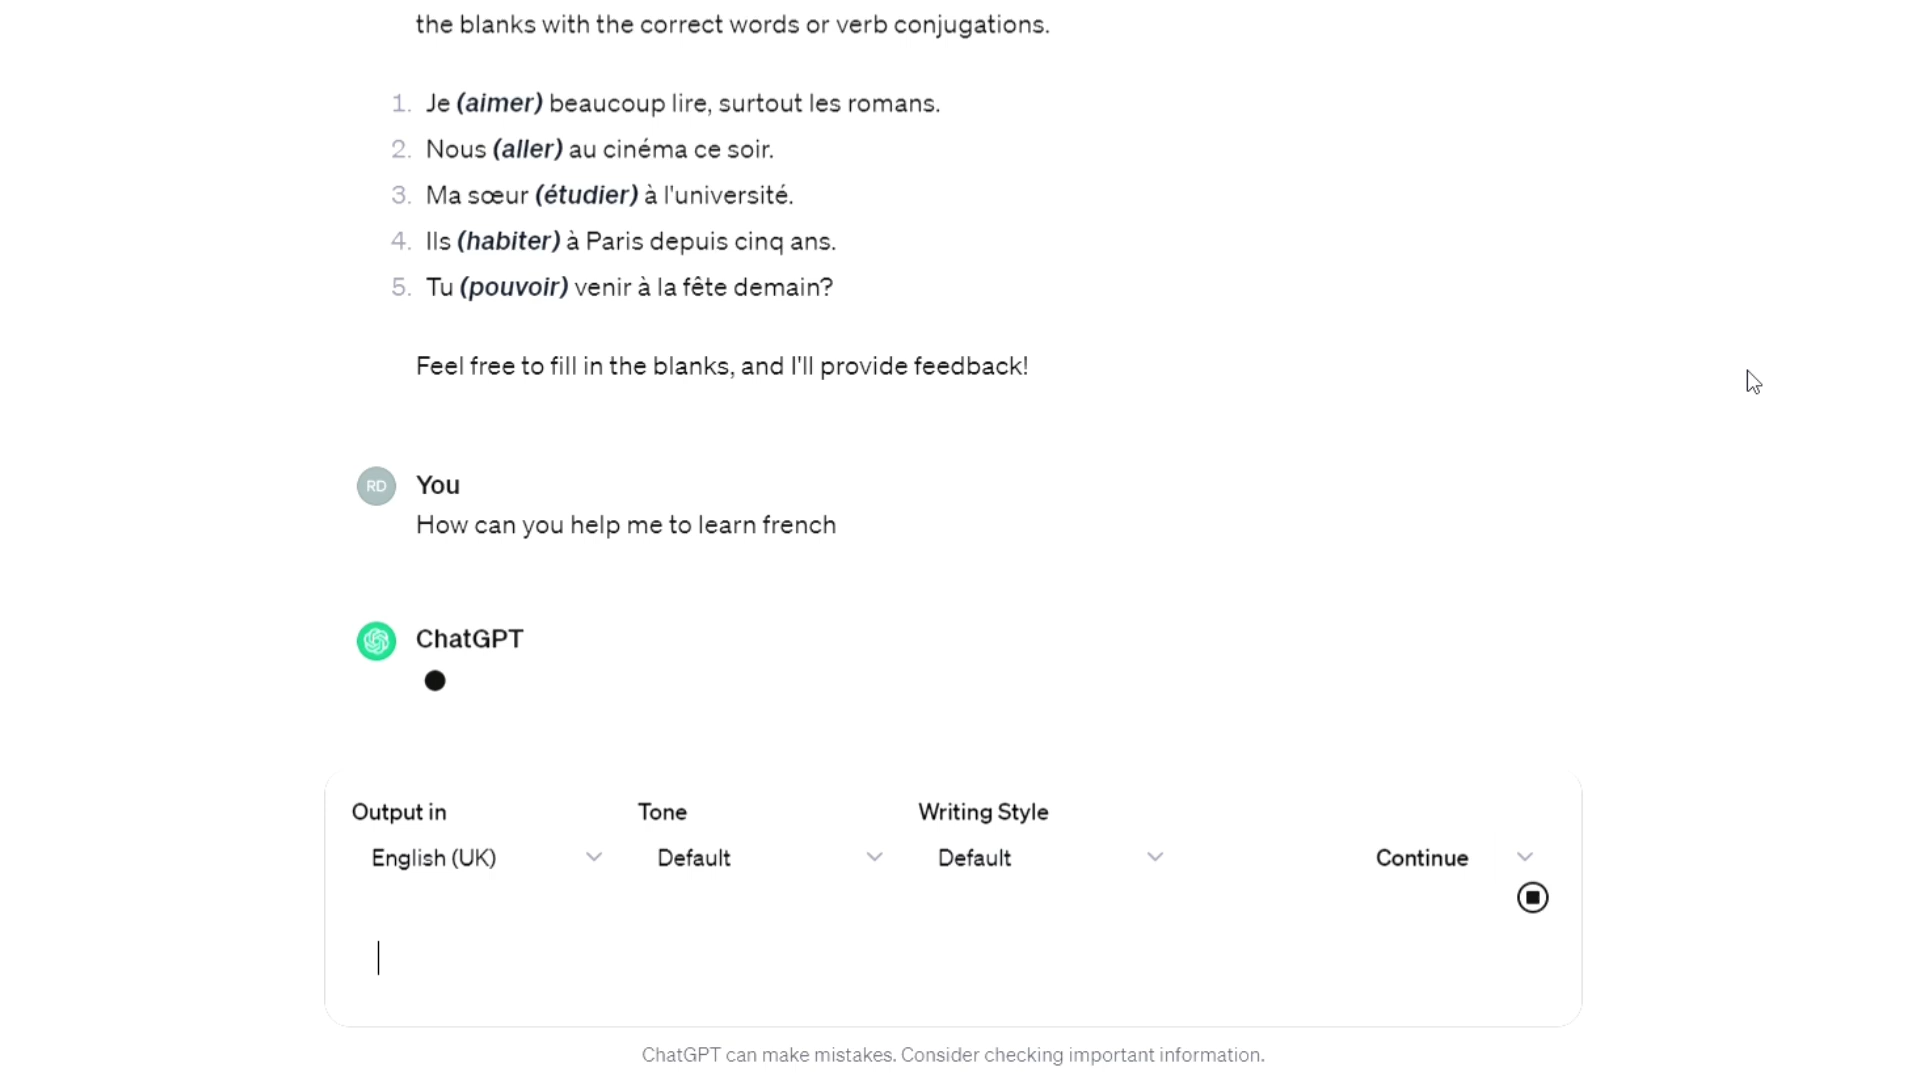 the blanks with the correct words or verb conjugations.
1. Je (aimer) beaucoup lire, surtout les romans.
2. Nous (aller) au cinéma ce soir.
3. Ma sœur (étudier) à l'université.
4. Ils (habiter) à Paris depuis cinq ans.
5. Tu (pouvoir) venir à la fête demain?
Feel free to fill in the blanks, and I'll provide feedback!
RD You
How can you help me to learn french
ChatGPT
Output in Tone Writing Style
English (UK) Default Default Continue
ChatGPT can make mistakes. Consider checking important information.